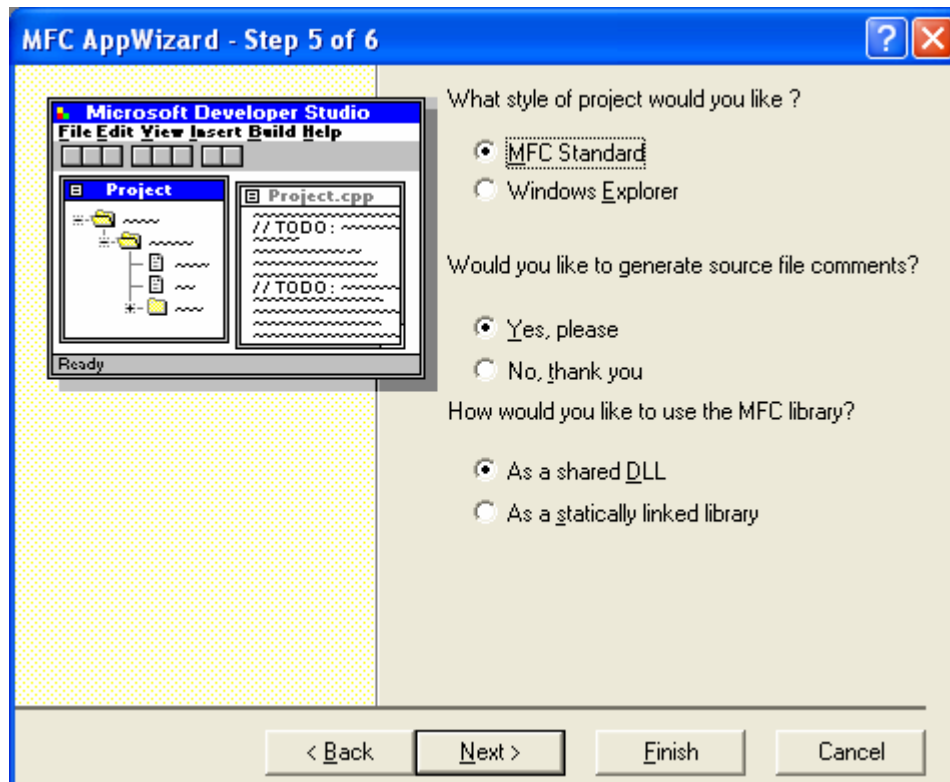 MFC AppWizard - Step 5 of 6
Microsoft Developer Studio
File Edit View Insert Build Help
Project
Project.cpp
// TODO:
// TODO:
Ready
What style of project would you like ?
MFC Standard
Windows Explorer
Would you like to generate source file comments?
Yes, please
No, thank you
How would you like to use the MFC library?
As a shared DLL
As a statically linked library
< Back
Next >
Finish
Cancel